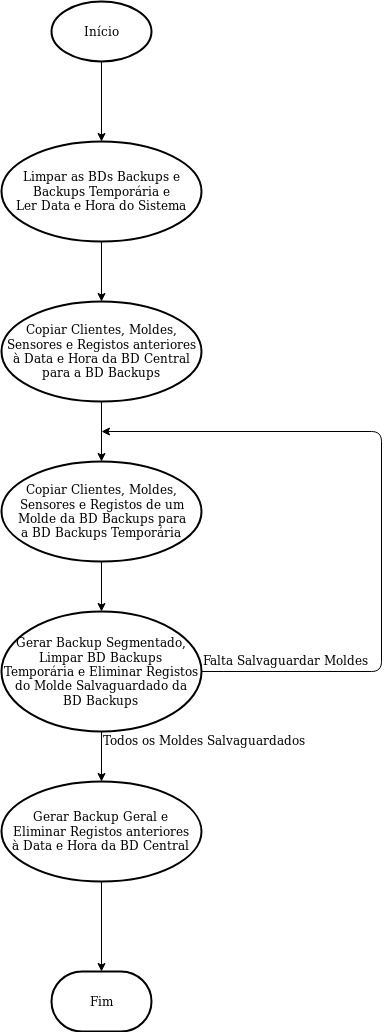 Início
Limpar as BDs Backups e
Backups Temporária e
Ler Data e Hora do Sistema
Copiar Clientes, Moldes,
Sensores e Registos anteriores
à Data e Hora da BD Central
para a BD Backups
Copiar Clientes, Moldes,
Sensores e Registos de um
Molde da BD Backups para
a BD Backups Temporária
Gerar Backup Segmentado,
Limpar BD Backups
Temporária e Eliminar Registos
do Molde Salvaguardado da
BD Backups
Falta Salvaguardar Moldes
Todos os Moldes Salvaguardados
Gerar Backup Geral e
Eliminar Registos anteriores
à Data e Hora da BD Central
Fim